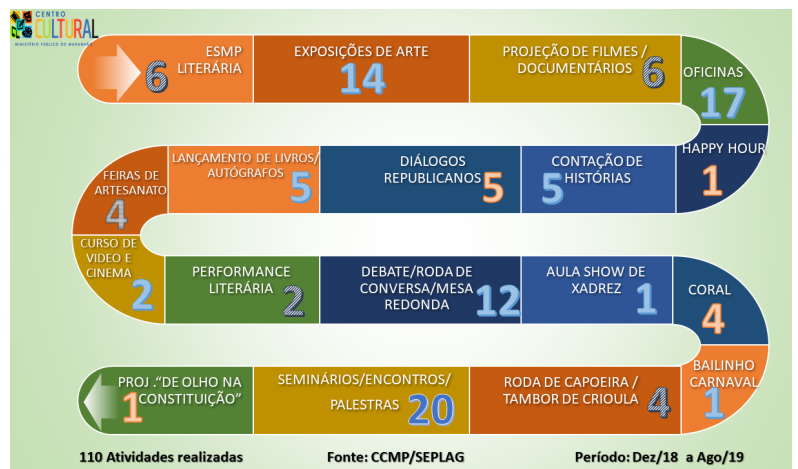 CENTRO
CULTURAL
MINISTÉRIO PÚBLICO DO MARANHÃO
ESMP
LITERÁRIA
6
EXPOSIÇÕES DE ARTE
14
PROJEÇÃO DE FILMES /
DOCUMENTÁRIOS
6
OFICINAS
17
HAPPY HOUR
1
CONTAÇÃO DE
HISTÓRIAS
5
DIÁLOGOS
REPUBLICANOS
5
LANÇAMENTO DE LIVROS/
AUTÓGRAFOS
5
FEIRAS DE
ARTESANATO
4
CURSO DE
VIDEO E
CINEMA
2
PERFORMANCE
LITERÁRIA
2
DEBATE/RODA DE
CONVERSA/MESA
REDONDA
12
AULA SHOW DE
XADREZ
1
CORAL
4
BAILINHO
CARNAVAL
1
RODA DE CAPOEIRA /
TAMBOR DE CRIOULA
4
SEMINÁRIOS/ENCONTROS/
PALESTRAS
20
PROJ ."DE OLHO NA
CONSTITUIÇÃO"
1
110 Atividades realizadas
Fonte: CCMP/SEPLAG
Período: Dez/18 a Ago/19